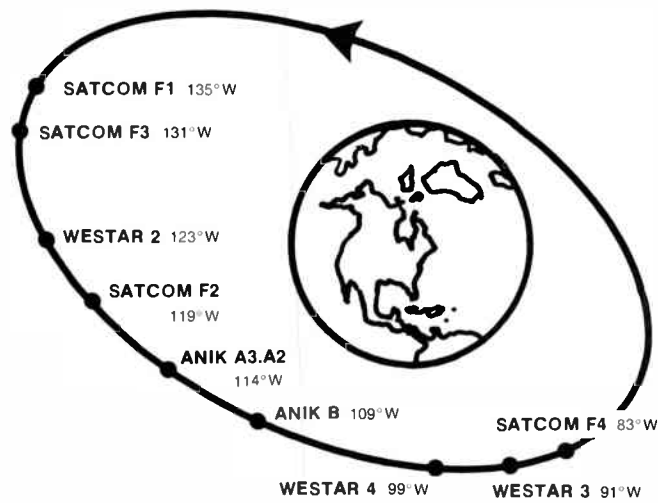 SATCOM F1 135°W
SATCOM F3 131°W
WESTAR 2 123°W
SATCOM F2
119°W
ANIK A3.A2
114°W
ANIK B 109°W
SATCOM F4 83°W
WESTAR 4 99°W
WESTAR 3 91°W